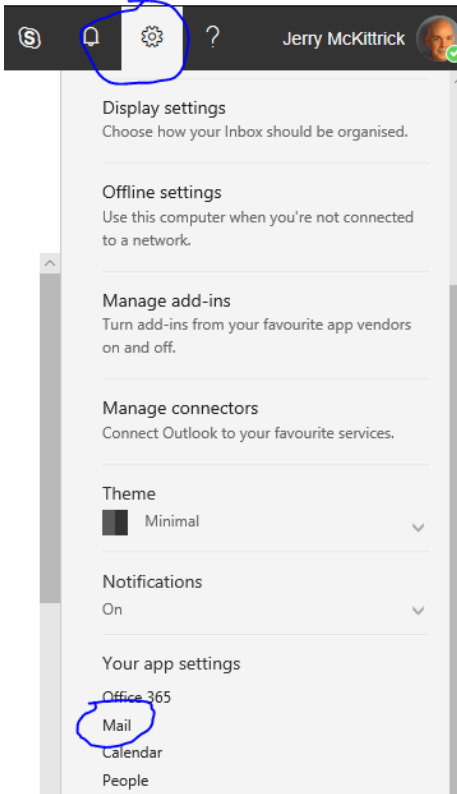 ? Jerry McKittrick
Display settings
Choose how your Inbox should be organised.
Offline settings
Use this computer when you're not connected
to a network.
Manage add-ins
Turn add-ins from your favourite app vendors
on and off.
Manage connectors
Connect Outlook to your favourite services.
Theme
Minimal
Notifications
On
Your app settings
Office 365
Mail
Calendar
People